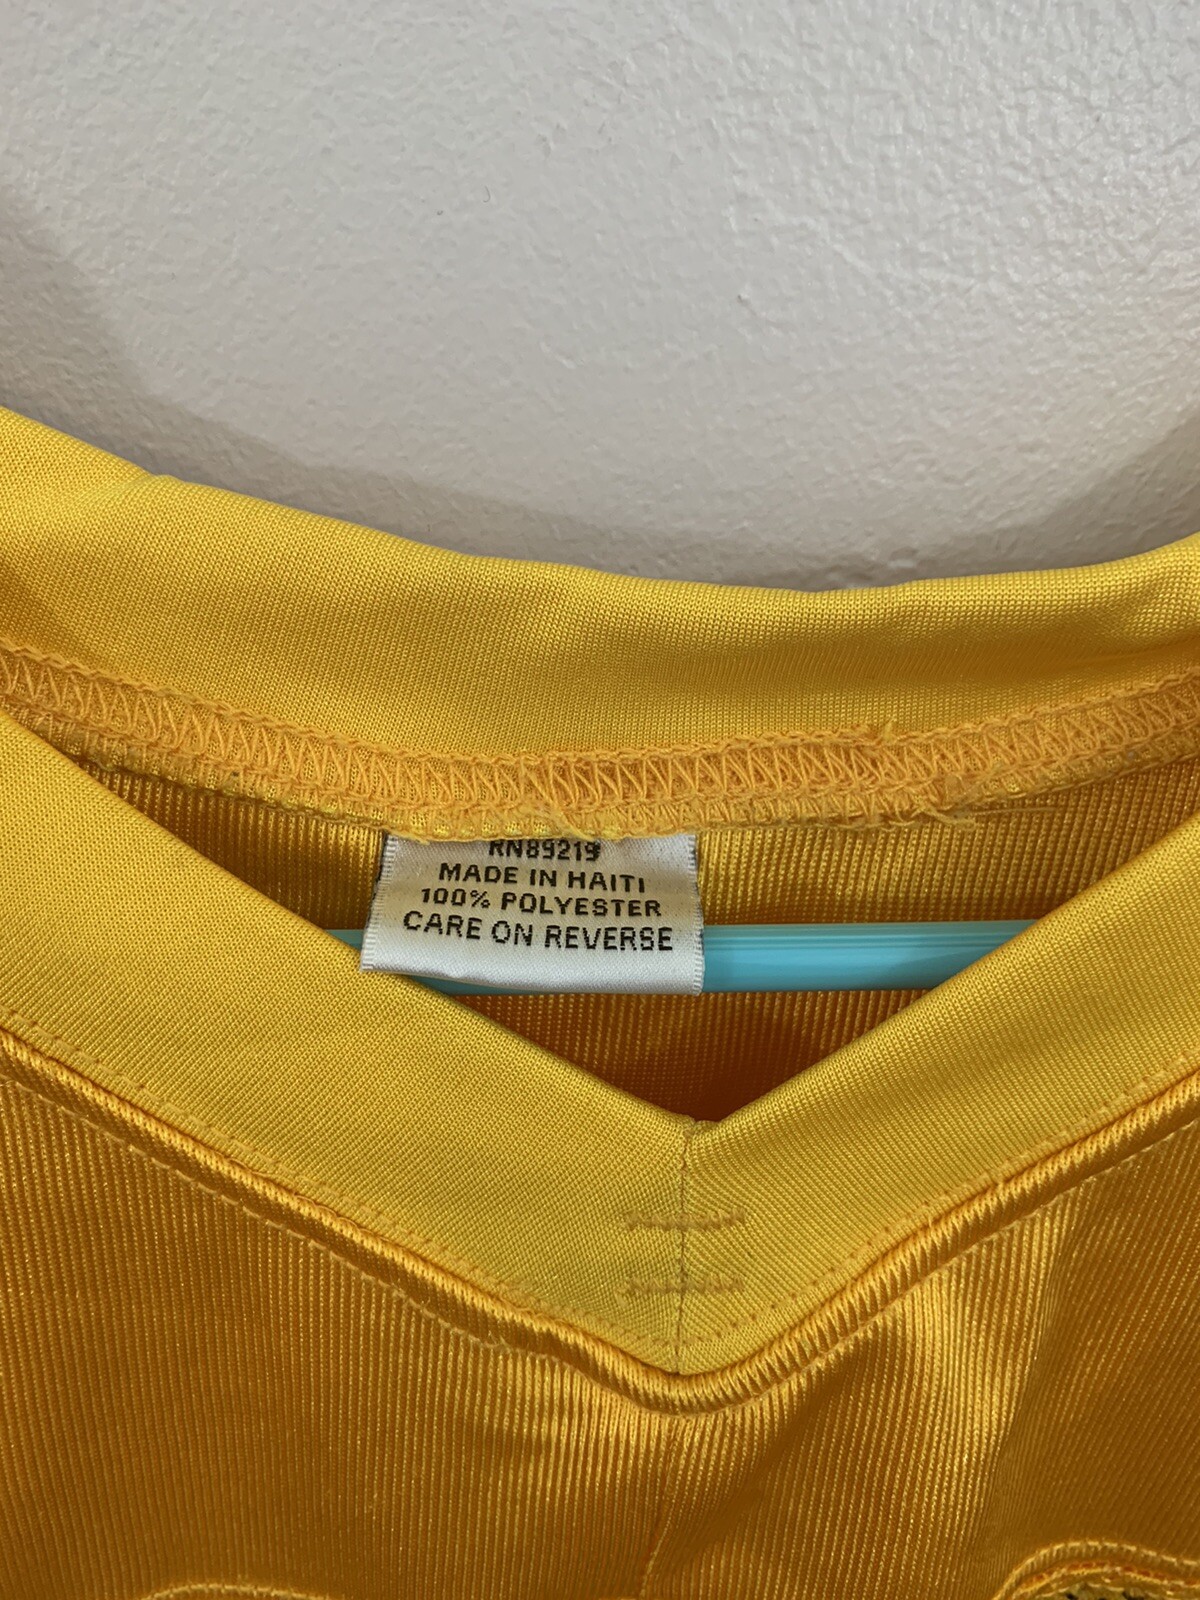 RN89219
MADE IN HAITI
100% POLYESTER
CARE ON REVERSE